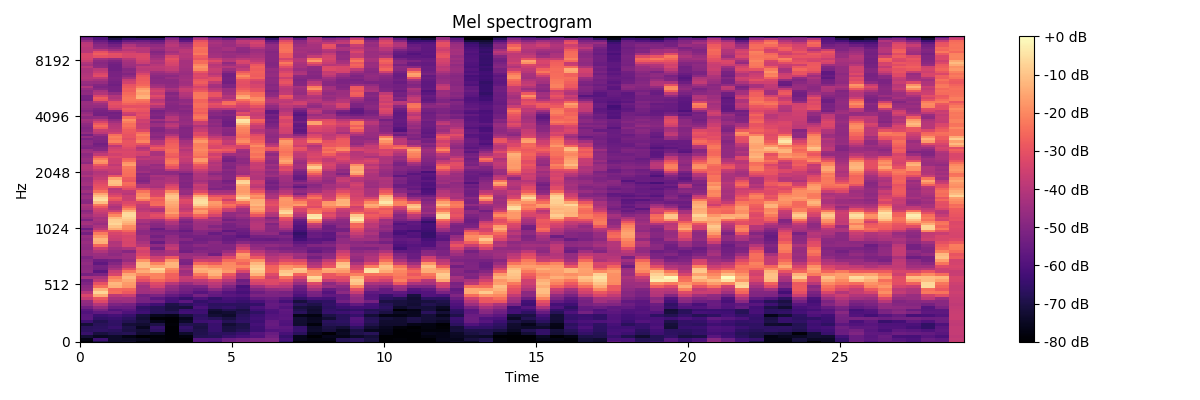 Mel spectrogram
Hz
8192
4096
2048
1024
512
0
0 5 10 15 20 25
Time
+0 dB
-10 dB
-20 dB
-30 dB
-40 dB
-50 dB
-60 dB
-70 dB
-80 dB